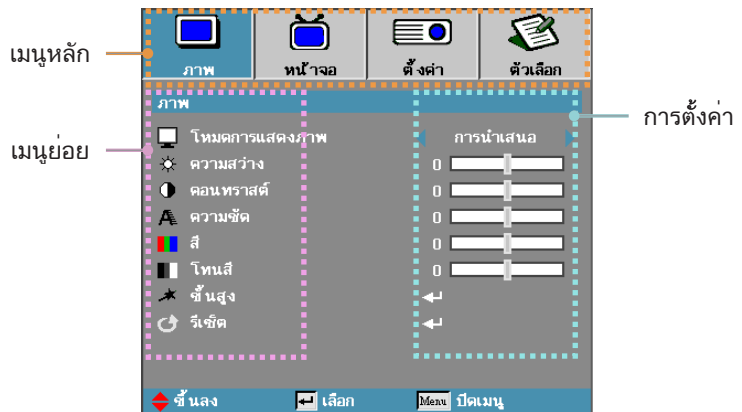 เมนูหลัก
ภาพ หน้าจอ ตั้งค่า ตัวเลือก
ภาพ
การตั้งค่า
โหมดการแสดงภาพ การนำเสนอ
เมนูย่อย
ความสว่าง 0
คอนทราสต์ 0
ความชัด 0
สี 0
โทนสี 0
ขั้นสูง
รีเซ็ต
ขึ้นลง เลือก Menu ปิดเมนู